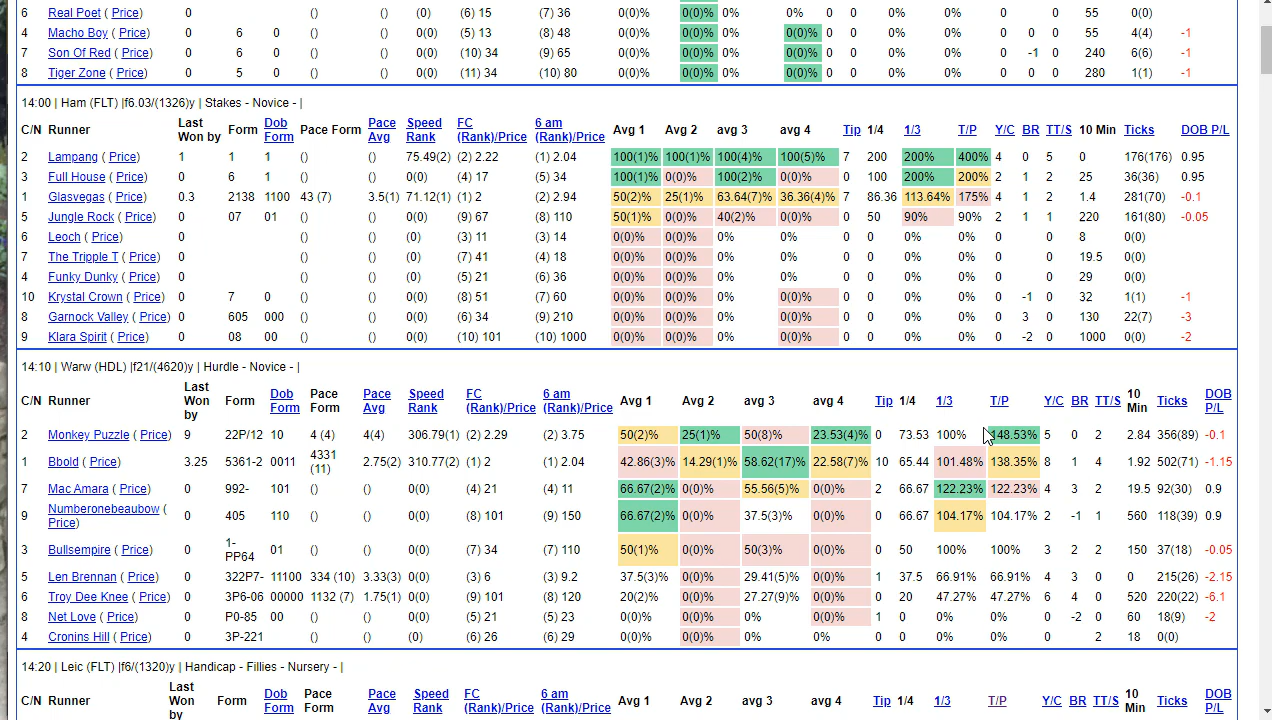 6 Real Poet ( Price) 0 () () (0) (6) 15 (7) 36 0(0)% 0(0)% 0% 0% 0 0 0% 0% 0 0 55 0(0)
4 Macho Boy ( Price) 0 6 0 () () 0(0) (5) 13 (8) 48 0(0)% 0(0)% 0% 0(0)% 0 0 0% 0% 0 0 0 55 4(4) -1
7 Son Of Red ( Price) 0 6 0 () () 0(0) (10) 34 (9) 65 0(0)% 0(0)% 0% 0(0)% 0 0 0% 0% 0 -1 0 240 6(6) -1
8 Tiger Zone ( Price) 0 5 0 () () 0(0) (11) 34 (10) 80 0(0)% 0(0)% 0% 0(0)% 0 0 0% 0% 0 0 0 280 1(1) -1
14:00 | Ham (FLT) |f6.03/(1326)y | Stakes - Novice - |
C/N Runner Last Won by Form Dob Form Pace Form Pace Avg Speed Rank FC (Rank)/Price 6 am (Rank)/Price Avg 1 Avg 2 avg 3 avg 4 Tip 1/4 1/3 T/P Y/C BR TT/S 10 Min Ticks DOB P/L
2 Lampang ( Price) 1 1 1 () () 75.49(2) (2) 2.22 (1) 2.04 100(1)% 100(1)% 100(4)% 100(5)% 7 200 200% 400% 4 0 5 0 176(176) 0.95
3 Full House ( Price) 0 6 1 () () 0(0) (4) 17 (5) 34 100(1)% 0(0)% 100(2)% 0(0)% 0 100 200% 200% 2 1 2 25 36(36) 0.95
1 Glasvegas ( Price) 0.3 2138 1100 43 (7) 3.5(1) 71.12(1) (1) 2 (2) 2.94 50(2)% 25(1)% 63.64(7)% 36.36(4)% 7 86.36 113.64% 175% 4 1 2 1.4 281(70) -0.1
5 Jungle Rock ( Price) 0 07 01 () () 0(0) (9) 67 (8) 110 50(1)% 0(0)% 40(2)% 0(0)% 0 50 90% 90% 2 1 1 220 161(80) -0.05
6 Leoch ( Price) 0 () () (0) (3) 11 (3) 14 0(0)% 0(0)% 0% 0% 0 0 0% 0% 0 0 8 0(0)
7 The Tripple T ( Price) 0 () () (0) (7) 41 (4) 18 0(0)% 0(0)% 0% 0% 0 0 0% 0% 0 0 19.5 0(0)
4 Funky Dunky ( Price) 0 () () (0) (5) 21 (6) 36 0(0)% 0(0)% 0% 0% 0 0 0% 0% 0 0 29 0(0)
10 Krystal Crown ( Price) 0 7 0 () () 0(0) (8) 51 (7) 60 0(0)% 0(0)% 0% 0(0)% 0 0 0% 0% 0 -1 0 32 1(1) -1
8 Garnock Valley ( Price) 0 605 000 () () 0(0) (6) 34 (9) 210 0(0)% 0(0)% 0% 0(0)% 0 0 0% 0% 0 3 0 130 22(7) -3
9 Klara Spirit ( Price) 0 08 00 () () 0(0) (10) 101 (10) 1000 0(0)% 0(0)% 0% 0(0)% 0 0 0% 0% 0 -2 0 1000 0(0) -2
14:10 | Warw (HDL) |f21/(4620)y | Hurdle - Novice - |
C/N Runner Last Won by Form Dob Form Pace Form Pace Avg Speed Rank FC (Rank)/Price 6 am (Rank)/Price Avg 1 Avg 2 avg 3 avg 4 Tip 1/4 1/3 T/P Y/C BR TT/S 10 Min Ticks DOB P/L
2 Monkey Puzzle ( Price) 9 22P/12 10 4 (4) 4(4) 306.79(1) (2) 2.29 (2) 3.75 50(2)% 25(1)% 50(8)% 23.53(4)% 0 73.53 100% 148.53% 5 0 2 2.84 356(89) -0.1
1 Bbold ( Price) 3.25 5361-2 0011 4331 (11) 2.75(2) 310.77(2) (1) 2 (1) 2.04 42.86(3)% 14.29(1)% 58.62(17)% 22.58(7)% 10 65.44 101.48% 138.35% 8 1 4 1.92 502(71) -1.15
7 Mac Amara ( Price) 0 992- 101 () () 0(0) (4) 21 (4) 11 66.67(2)% 0(0)% 55.56(5)% 0(0)% 2 66.67 122.23% 122.23% 4 3 2 19.5 92(30) 0.9
9 Numberonebeaubow ( Price) 0 405 110 () () 0(0) (8) 101 (9) 150 66.67(2)% 0(0)% 37.5(3)% 0(0)% 0 66.67 104.17% 104.17% 2 -1 1 560 118(39) 0.9
3 Bullsempire ( Price) 0 1-PP64 01 () () 0(0) (7) 34 (7) 110 50(1)% 0(0)% 50(3)% 0(0)% 0 50 100% 100% 3 2 2 150 37(18) -0.05
5 Len Brennan ( Price) 0 322P7- 11100 334 (10) 3.33(3) 0(0) (3) 6 (3) 9.2 37.5(3)% 0(0)% 29.41(5)% 0(0)% 1 37.5 66.91% 66.91% 4 3 0 0 215(26) -2.15
6 Troy Dee Knee ( Price) 0 3P6-06 00000 1132 (7) 1.75(1) 0(0) (9) 101 (8) 120 20(2)% 0(0)% 27.27(9)% 0(0)% 0 20 47.27% 47.27% 6 4 0 520 220(22) -6.1
8 Net Love ( Price) 0 P0-85 00 () () 0(0) (5) 21 (5) 23 0(0)% 0(0)% 0% 0(0)% 1 0 0% 0% 0 -2 0 60 18(9) -2
4 Cronins Hill ( Price) 0 3P-221 () () (0) (6) 26 (6) 29 0(0)% 0(0)% 0% 0% 0 0 0% 0% 0 2 18 0(0)
14:20 | Leic (FLT) |f6/(1320)y | Handicap - Fillies - Nursery - |
C/N Runner Last Won by Form Dob Form Pace Form Pace Avg Speed Rank FC (Rank)/Price 6 am (Rank)/Price Avg 1 Avg 2 avg 3 avg 4 Tip 1/4 1/3 T/P Y/C BR TT/S 10 Min Ticks DOB P/L